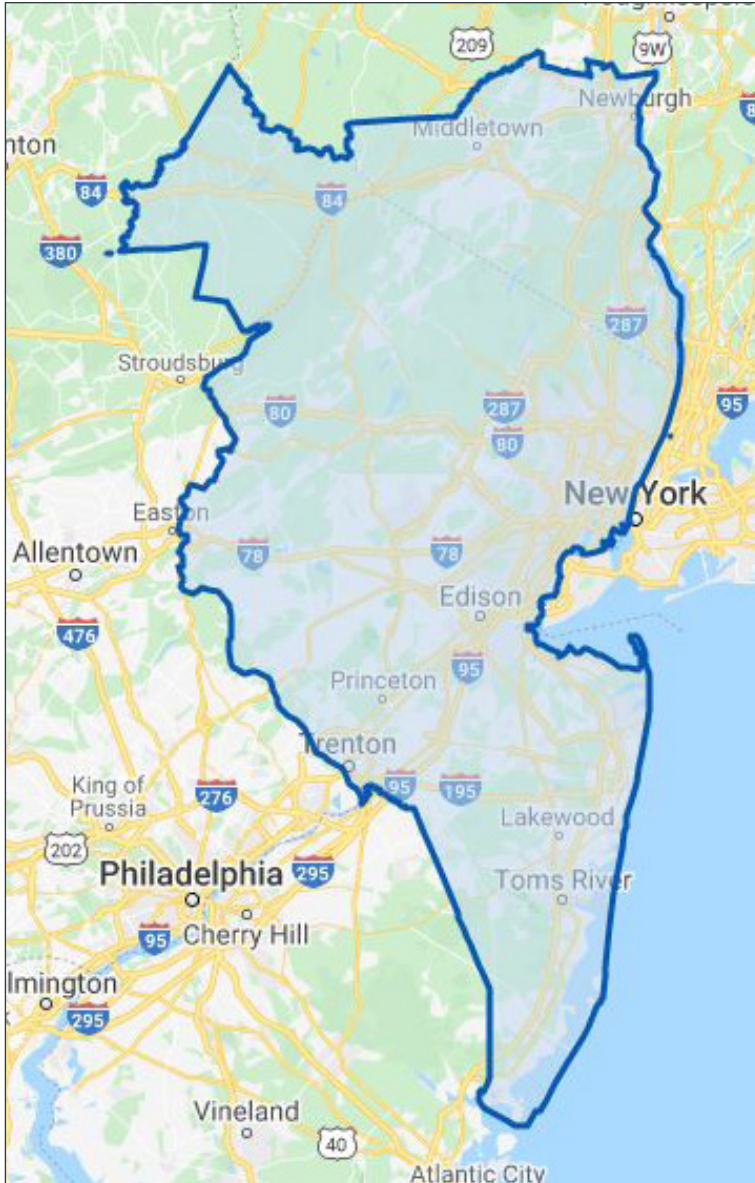 209
9W
Newburgh
Middletown
84
84
380
287
Stroudsburg
80
287
80
95
New York
Easton
Allentown
78
78
Edison
476
95
Princeton
Trenton
King of
Prussia
276
95
195
Lakewood
202
Philadelphia
295
Toms River
95
Cherry Hill
295
Vineland
40
Atlantic City